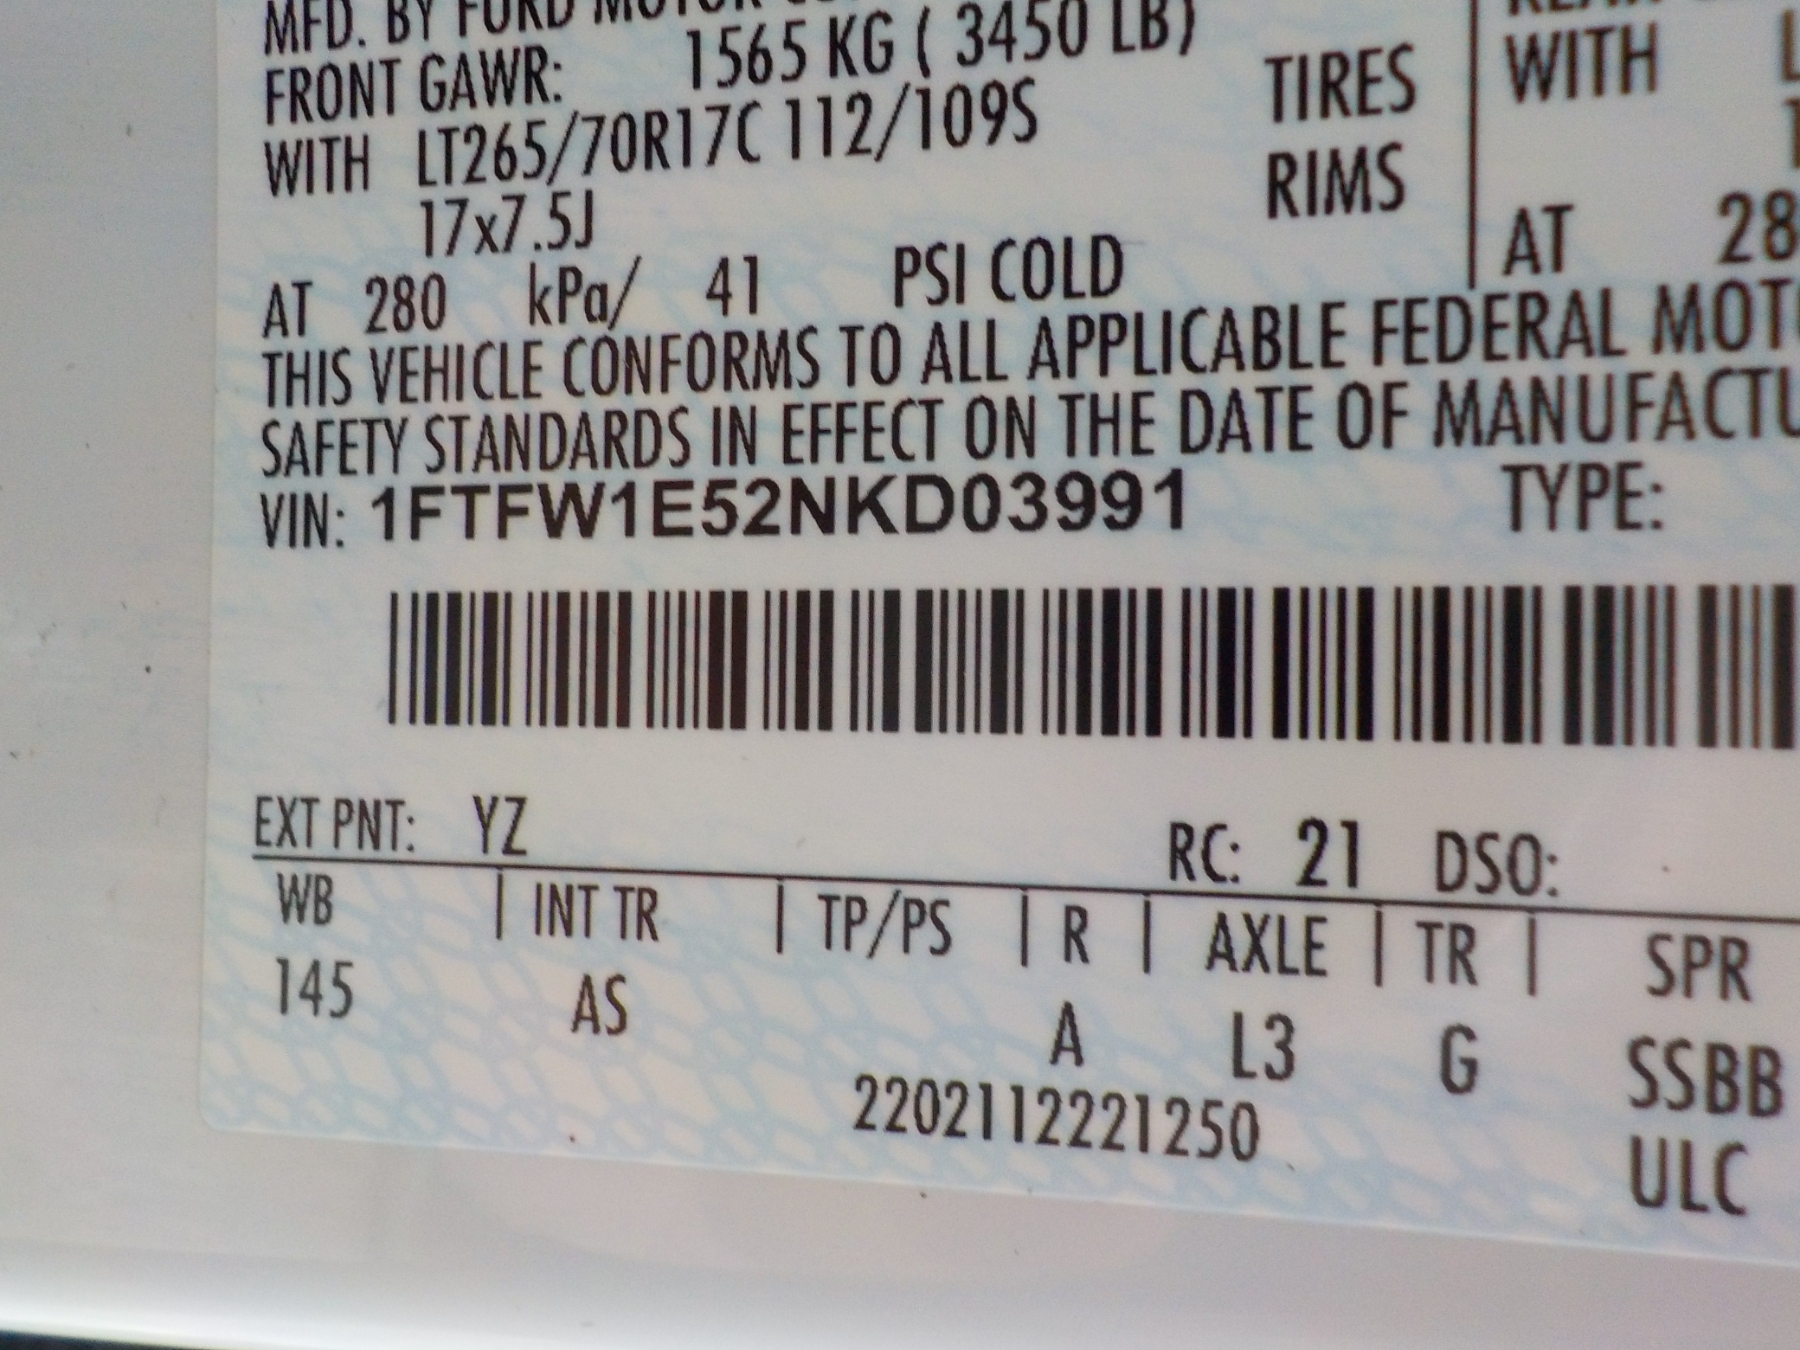 MFD. BY FORD MOTOR
FRONT GAWR: 1565 KG ( 3450 LB)
WITH LT265/70R17C 112/109S TIRES
17x7.5J RIMS
AT 280 kPa/ 41 PSI COLD
WITH
AT 28
THIS VEHICLE CONFORMS TO ALL APPLICABLE FEDERAL MOTO
SAFETY STANDARDS IN EFFECT ON THE DATE OF MANUFACTU
VIN: 1FTFW1E52NKD03991 TYPE:
EXT PNT: YZ RC: 21 DSO:
WB | INT TR | TP/PS | R | AXLE | TR | SPR
145 AS A L3 G SSBB
2202112221250 ULC